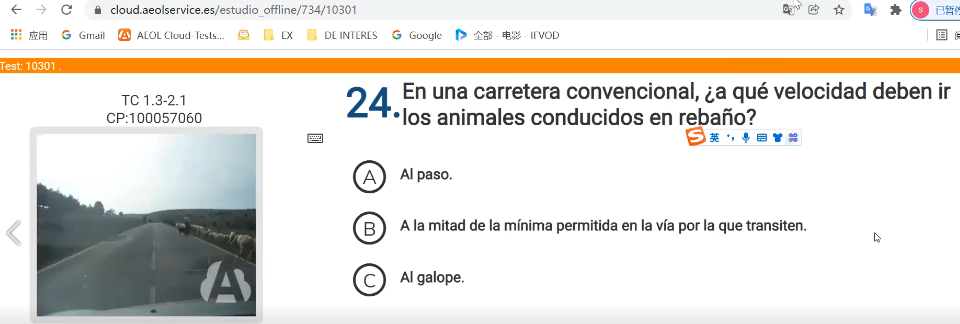 cloud.aeolservice.es/estudio_offline/734/10301
已暂停
应用 Gmail AEOL Cloud-Tests... EX DE INTERES Google 全部 - 电影 - IFVOD
Test: 10301 .
TC 1.3-2.1
CP:100057060
24. En una carretera convencional, ¿a qué velocidad deben ir
los animales conducidos en rebaño?
英
A Al paso.
B A la mitad de la mínima permitida en la vía por la que transiten.
C Al galope.